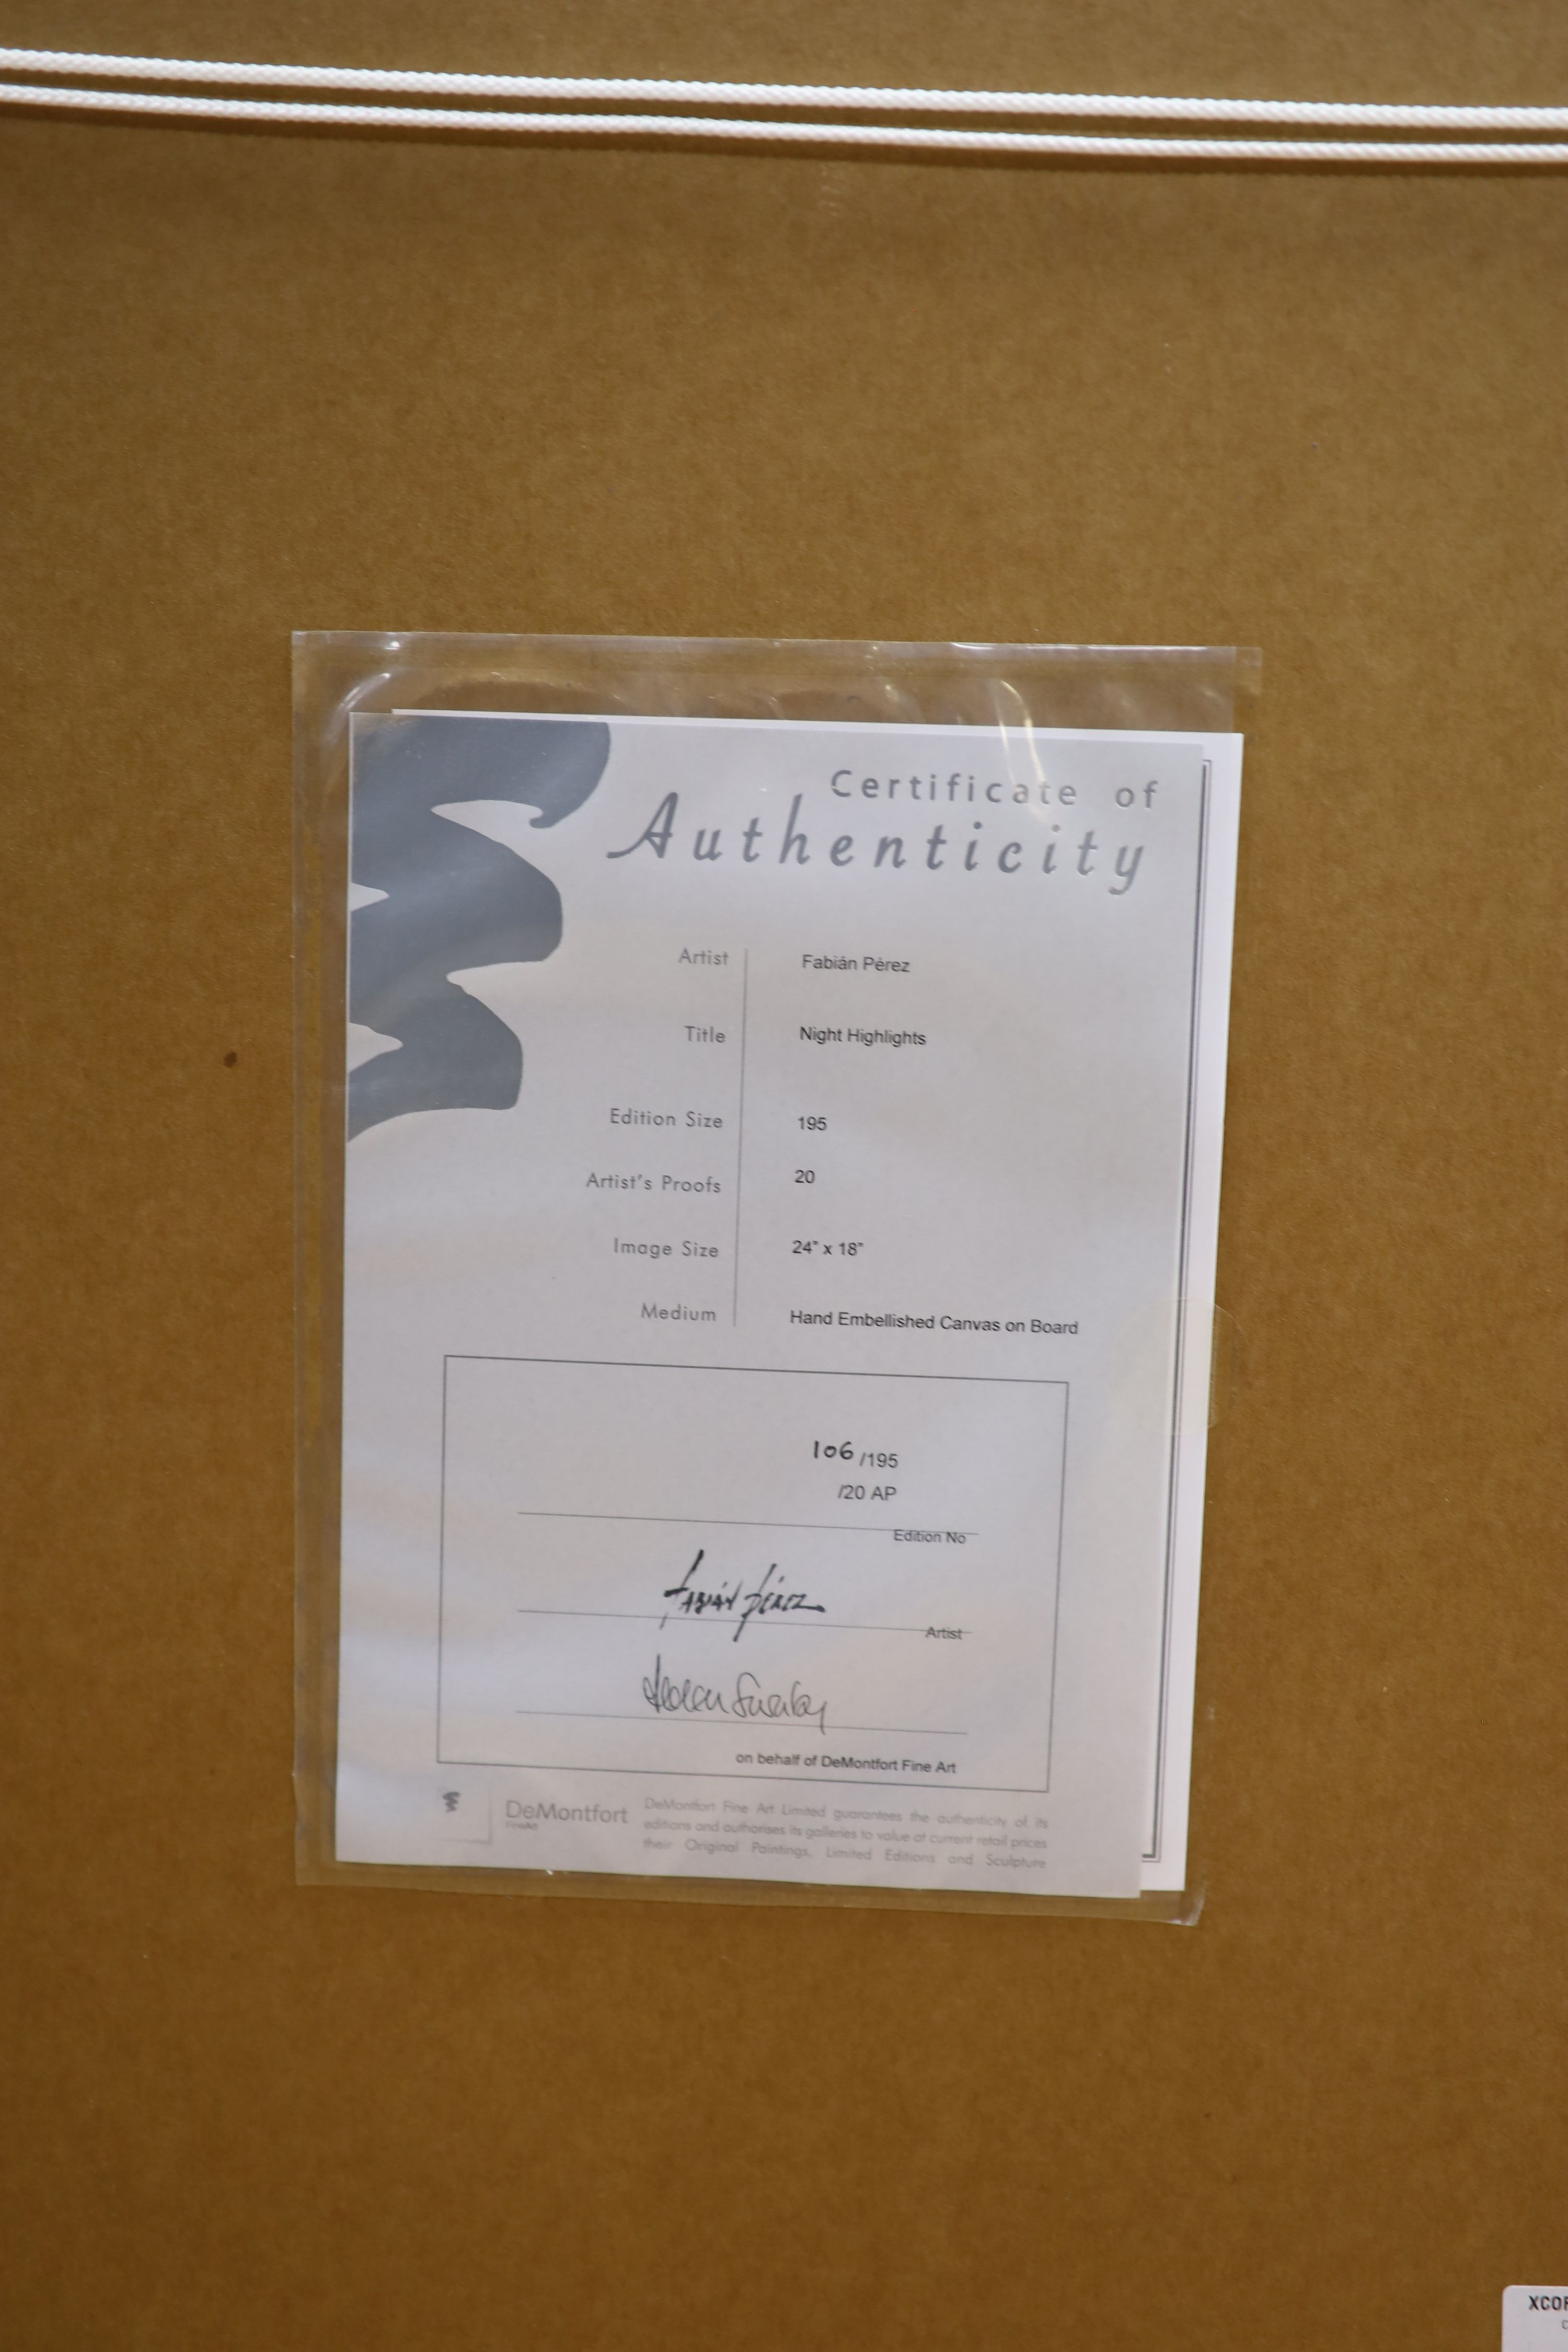 Certificate of
Authenticity
Artist Fabián Pérez
Title Night Highlights
Edition Size 195
Artist's Proofs 20
Image Size 24" x 18"
Medium Hand Embellished Canvas on Board
106 /195
/20 AP
Edition No
FABIÁN PÉREZ
Artist
on behalf of DeMontfort Fine Art
DeMontfort
FineArt
DeMontfort Fine Art Limited guarantees the authenticity of its
editions and authorises its galleries to value at current retail prices
their Original Paintings, Limited Editions and Sculpture